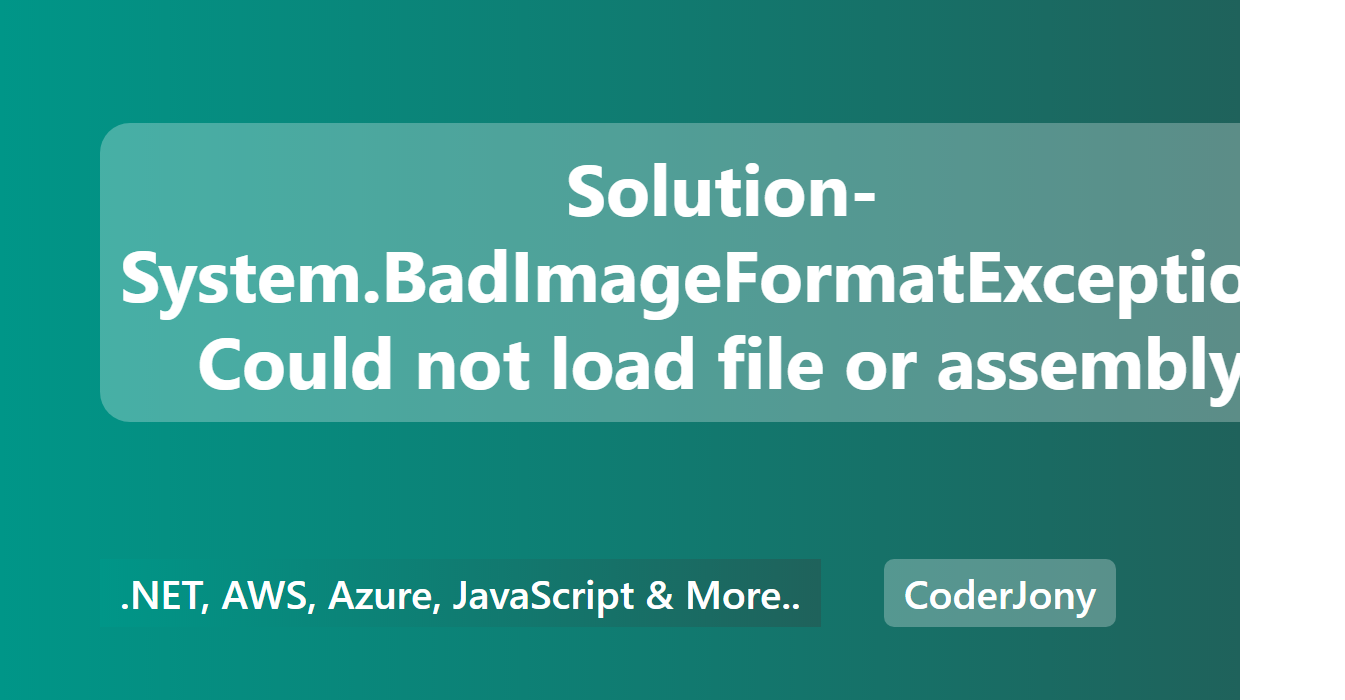 Solution-
System.BadImageFormatExceptio
Could not load file or assembly
.NET, AWS, Azure, JavaScript & More..
CoderJony